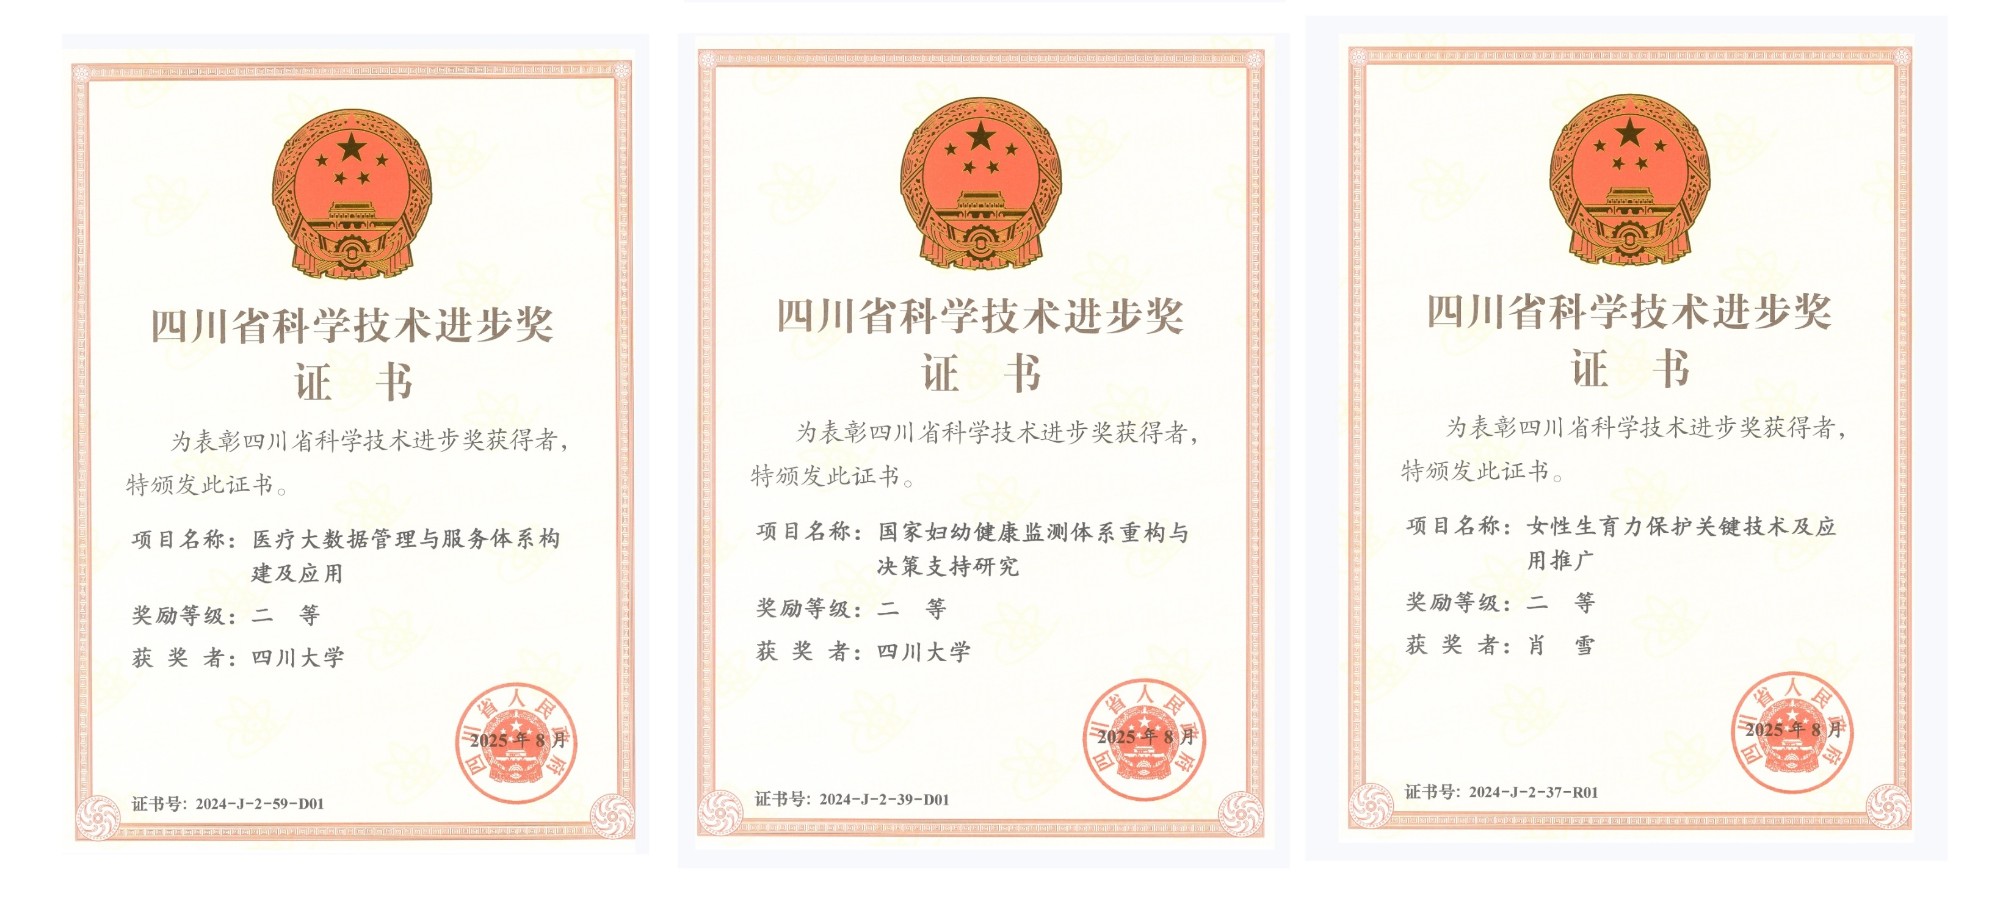 四川省科学技术进步奖
证 书
为表彰四川省科学技术进步奖获得者，
特颁发此证书。
项目名称：医疗大数据管理与服务体系构
建及应用
奖励等级：二 等
获 奖 者：四川大学
四川省人民政府
2025 年 8 月
证书号：2024-J-2-59-D01
四川省科学技术进步奖
证 书
为表彰四川省科学技术进步奖获得者，
特颁发此证书。
项目名称：国家妇幼健康监测体系重构与
决策支持研究
奖励等级：二 等
获 奖 者：四川大学
四川省人民政府
2025 年 8 月
证书号：2024-J-2-39-D01
四川省科学技术进步奖
证 书
为表彰四川省科学技术进步奖获得者，
特颁发此证书。
项目名称：女性生育力保护关键技术及应
用推广
奖励等级：二 等
获 奖 者：肖 雪
四川省人民政府
2025 年 8 月
证书号：2024-J-2-37-R01